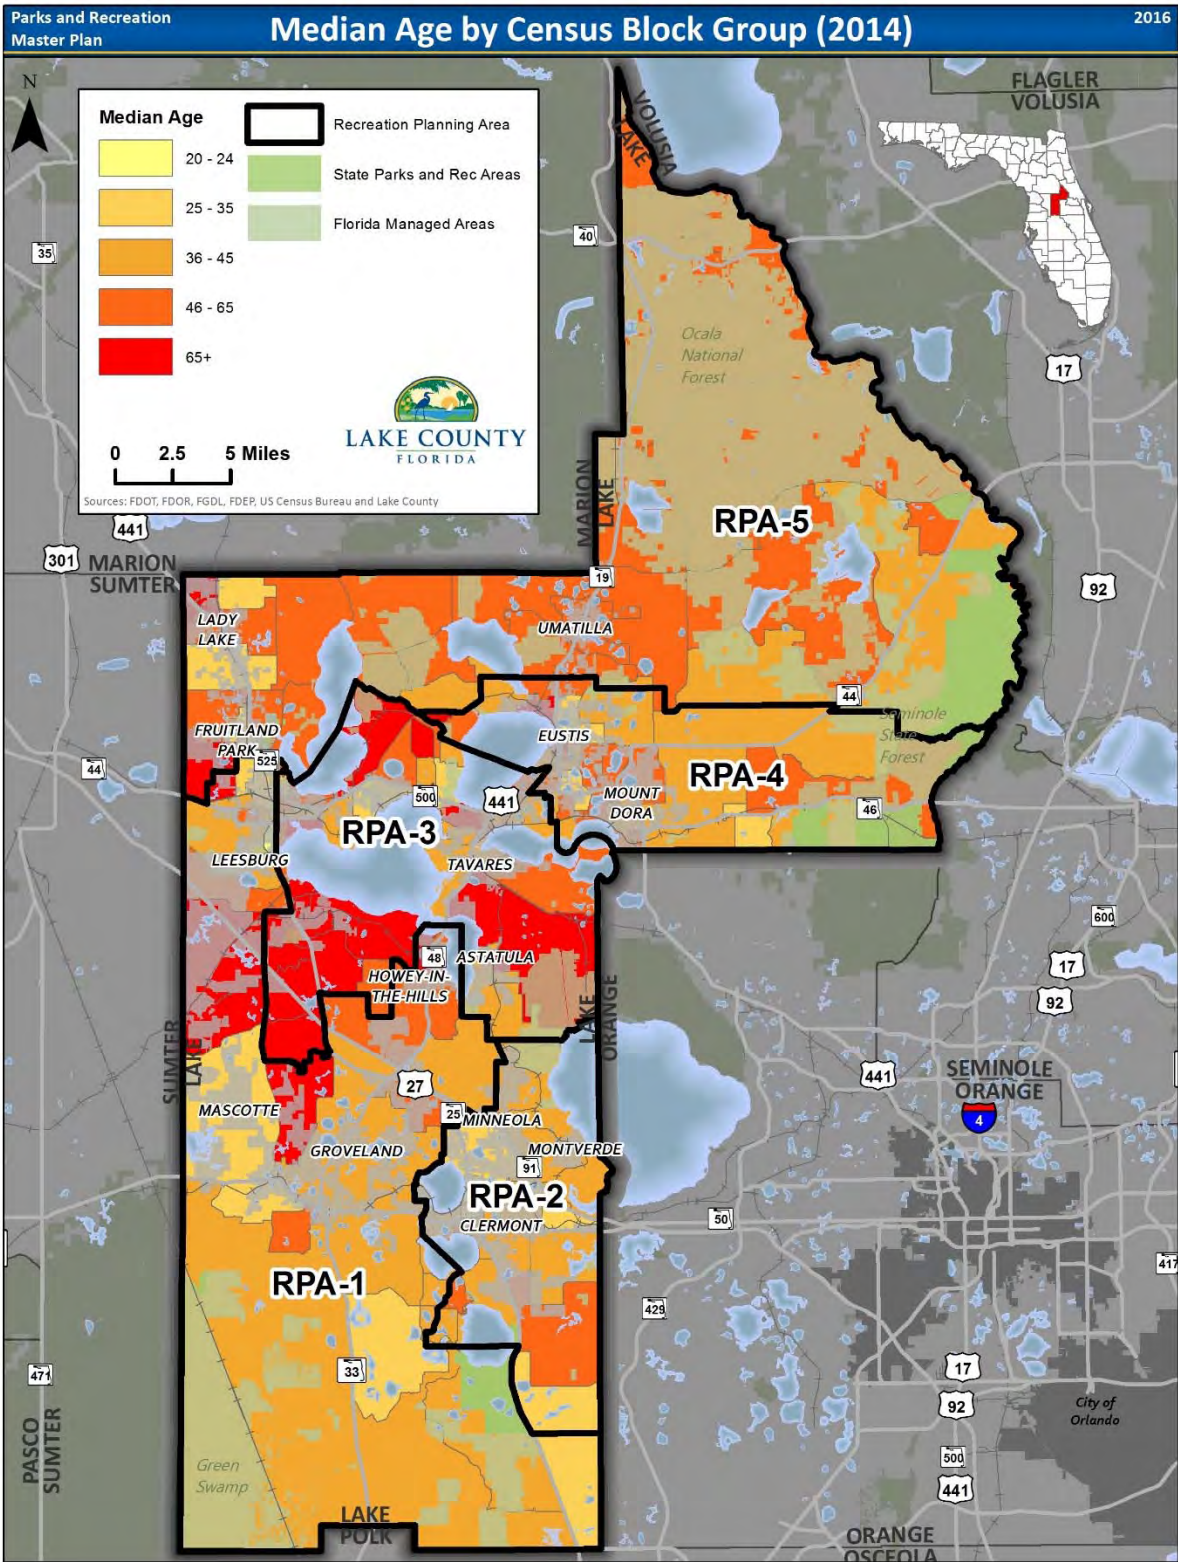 Parks and Recreation
Master Plan
Median Age by Census Block Group (2014)
2016
N
Median Age
20 - 24
25 - 35
36 - 45
46 - 65
65+
Recreation Planning Area
State Parks and Rec Areas
Florida Managed Areas
LAKE COUNTY
FLORIDA
0 2.5 5 Miles
Sources: FDOT, FDOR, FGDL, FDEP, US Census Bureau and Lake County
FLAGLER
VOLUSIA
VOLUSIA
LAKE
35
40
17
Ocala
National
Forest
MARION
LAKE
RPA-5
441
301
MARION
SUMTER
19
92
LADY
LAKE
UMATILLA
44
Seminole
State
Forest
FRUITLAND
PARK
525
44
EUSTIS
RPA-4
500
441
MOUNT
DORA
46
RPA-3
LEESBURG
TAVARES
600
48
ASTATULA
HOWEY-IN-
THE-HILLS
17
92
LAKE
ORANGE
SUMTER
LAKE
441
SEMINOLE
ORANGE
4
27
MASCOTTE
25
MINNEOLA
GROVELAND
MONTVERDE
91
RPA-2
CLERMONT
50
417
RPA-1
429
33
471
17
92
City of
Orlando
PASCO
SUMTER
Green
Swamp
500
441
LAKE
POLK
ORANGE
OSCEOLA